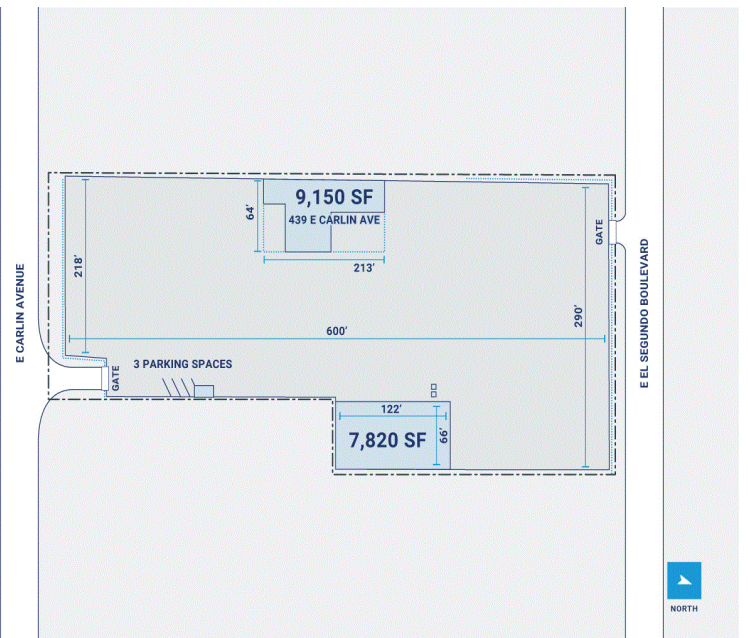 9,150 SF
439 E CARLIN AVE
64’
213’
218’
GATE
290’
E CARLIN AVENUE
E EL SEGUNDO BOULEVARD
600’
3 PARKING SPACES
GATE
122’
66’
7,820 SF
NORTH